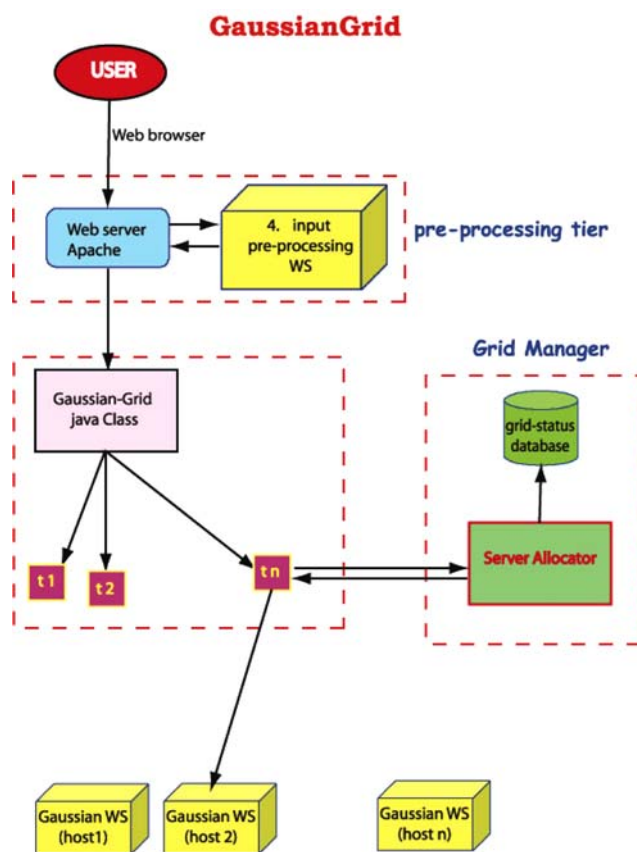 GaussianGrid
USER
Web browser
Web server
Apache
4. input
pre-processing
WS
pre-processing tier
Grid Manager
Gaussian-Grid
java Class
grid-status
database
Server Allocator
t1
t2
tn
Gaussian WS
(host1)
Gaussian WS
(host 2)
Gaussian WS
(host n)